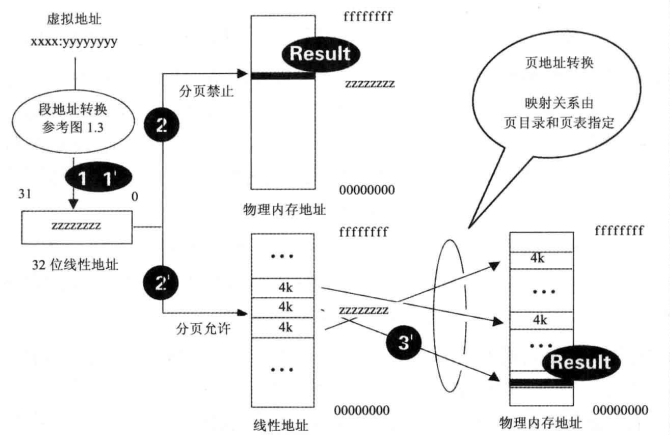 虚拟地址
xxxx:yyyyyyyy
段地址转换
参考图 1.3
1 1'
31
0
zzzzzzzz
32 位线性地址
2
分页禁止
ffffffff
Result
zzzzzzzz
00000000
物理内存地址
2'
分页允许
ffffffff
•••
4k
4k
4k
•••
zzzzzzzz
00000000
线性地址
3'
页地址转换
映射关系由
页目录和页表指定
ffffffff
4k
•••
4k
•••
Result
00000000
物理内存地址